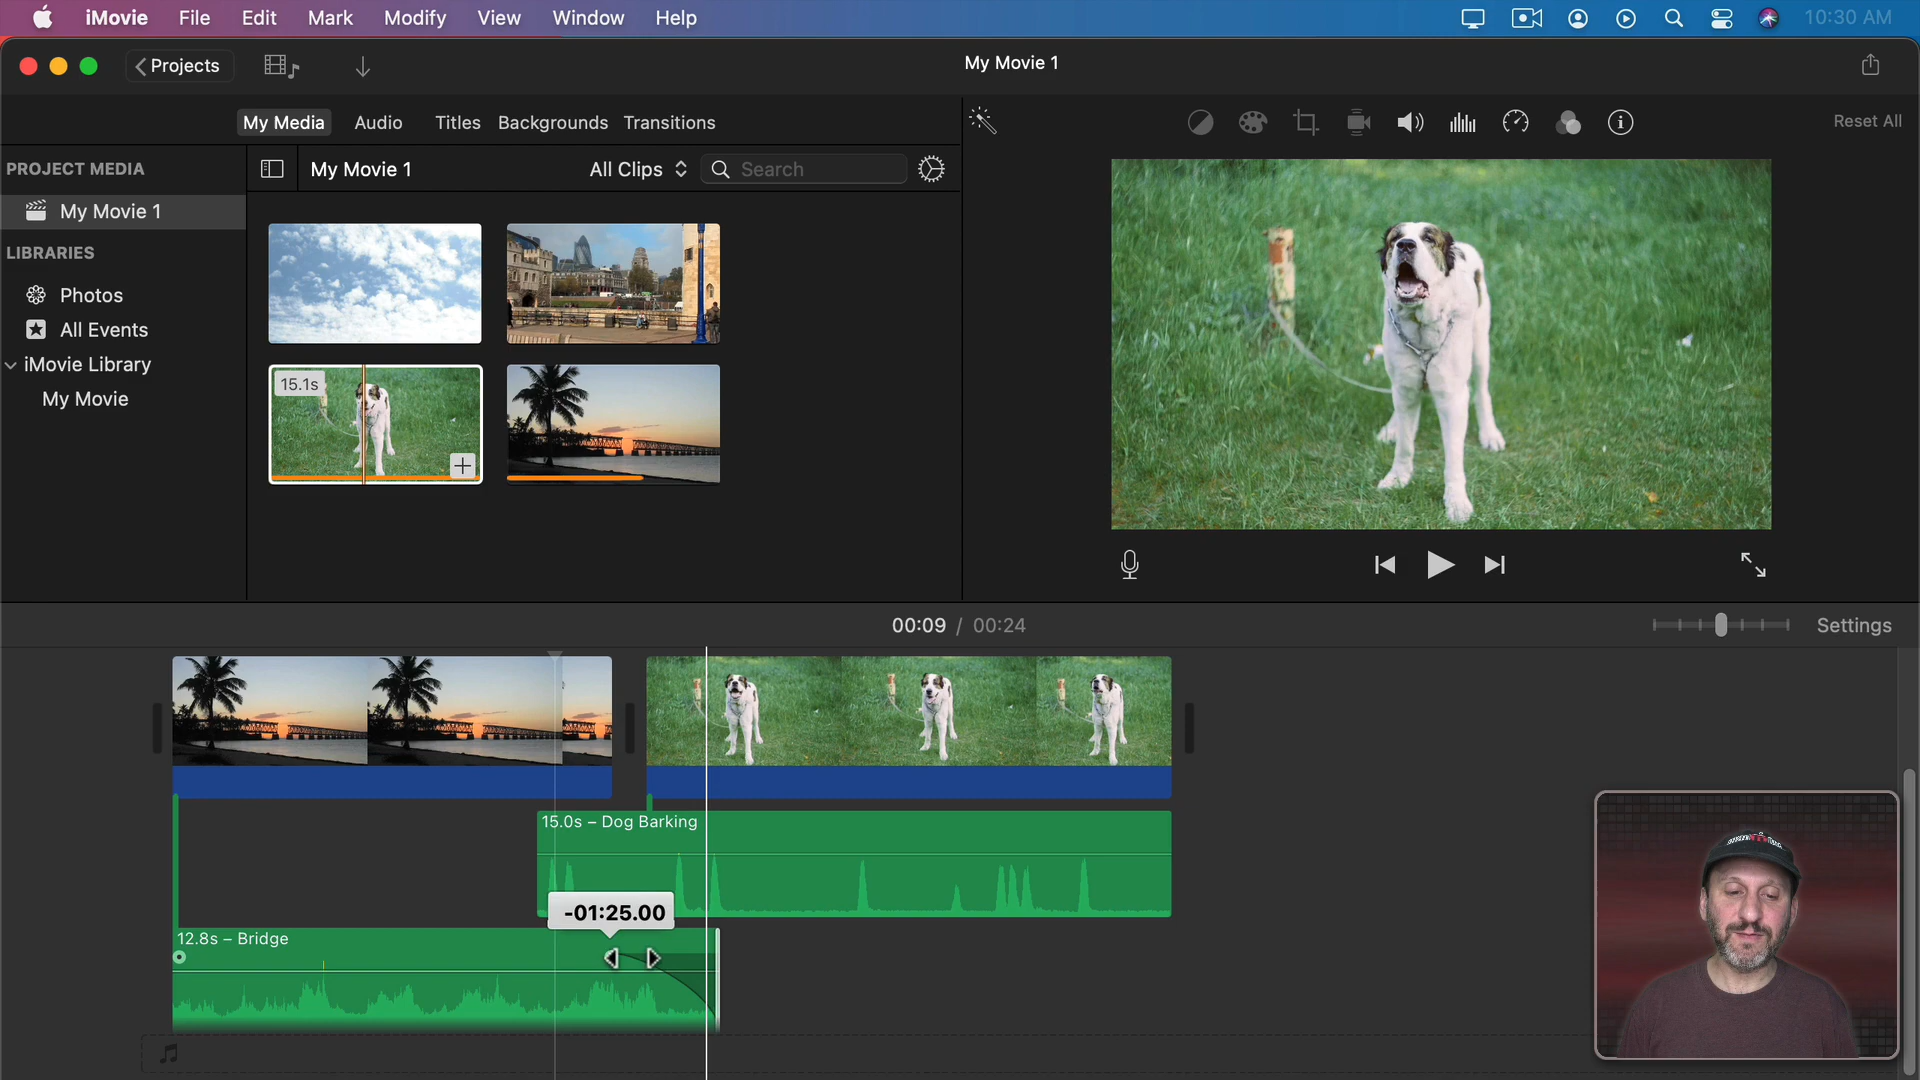 iMovie File Edit Mark Modify View Window Help 10:30 AM
Projects
My Movie 1
My Media Audio Titles Backgrounds Transitions
Reset All
PROJECT MEDIA
My Movie 1
LIBRARIES
Photos
All Events
iMovie Library
My Movie
My Movie 1 All Clips Search
15.1s
00:09 / 00:24
Settings
15.0s – Dog Barking
-01:25.00
12.8s – Bridge